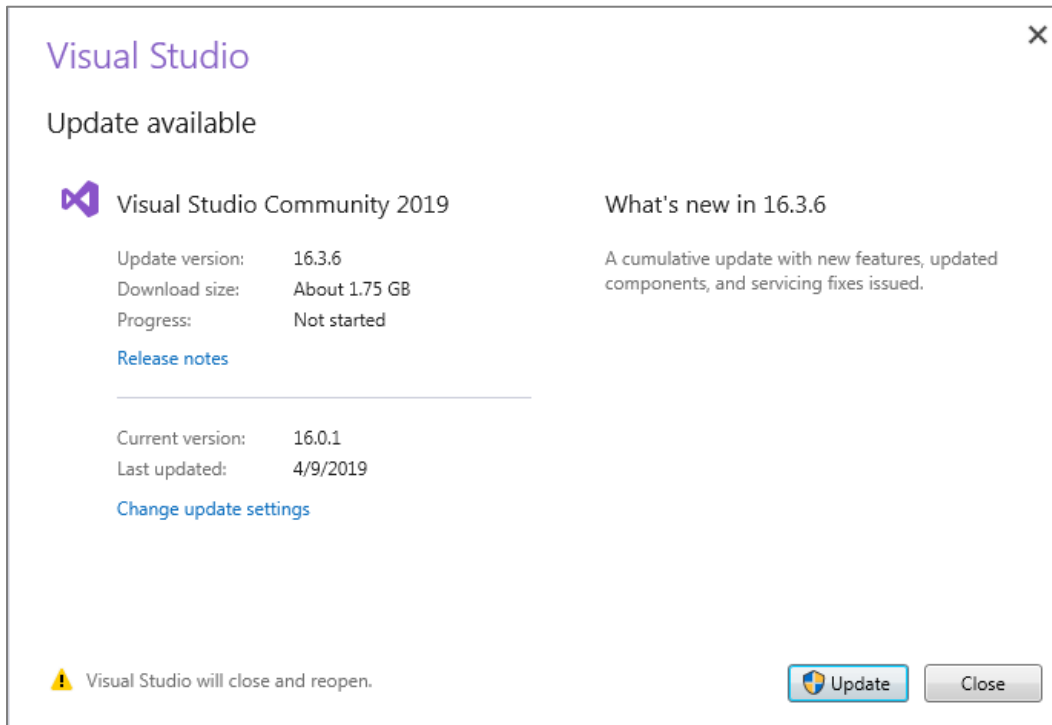 Visual Studio
Update available
Visual Studio Community 2019
Update version: 16.3.6
Download size: About 1.75 GB
Progress: Not started
Release notes
Current version: 16.0.1
Last updated: 4/9/2019
Change update settings
What's new in 16.3.6
A cumulative update with new features, updated
components, and servicing fixes issued.
Visual Studio will close and reopen.
Update
Close